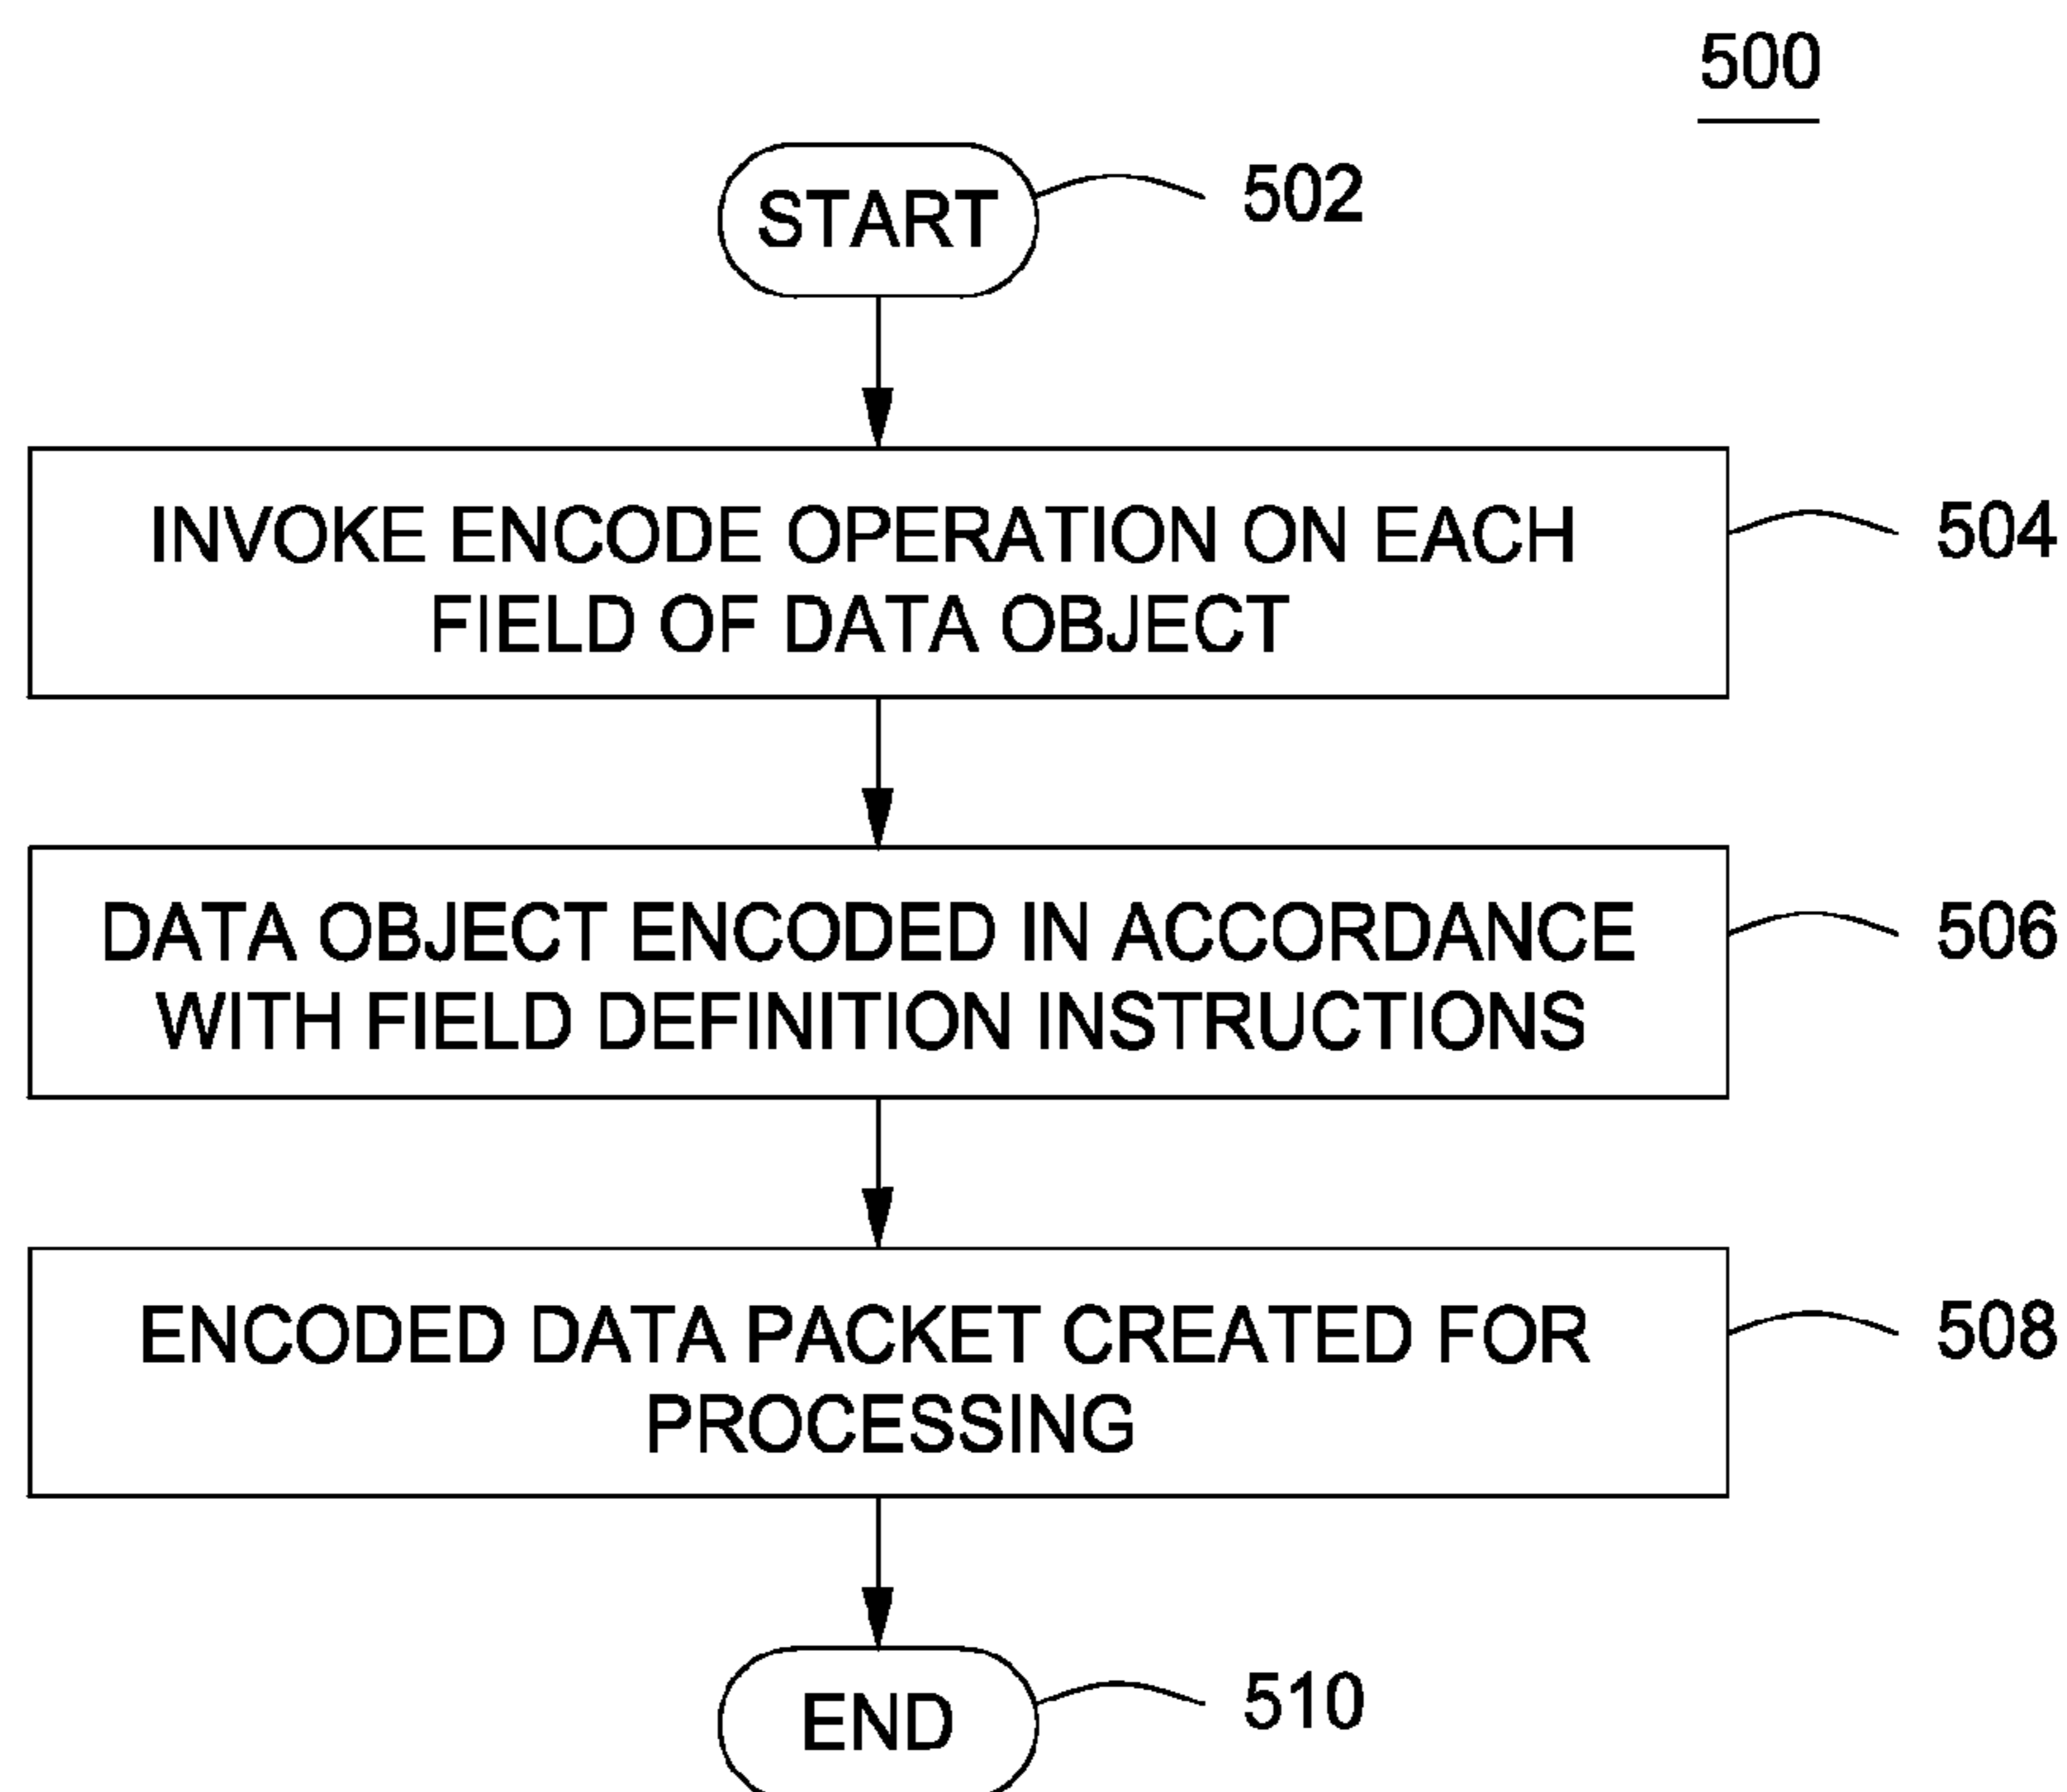 500
START
502
INVOKE ENCODE OPERATION ON EACH
FIELD OF DATA OBJECT
504
DATA OBJECT ENCODED IN ACCORDANCE
WITH FIELD DEFINITION INSTRUCTIONS
506
ENCODED DATA PACKET CREATED FOR
PROCESSING
508
END
510